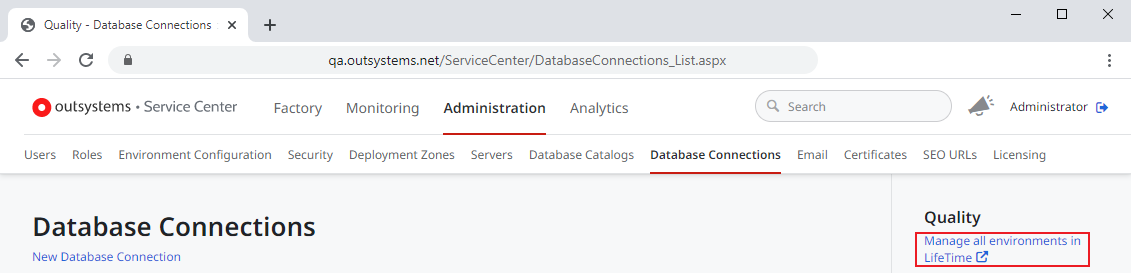 Quality - Database Connections
qa.outsystems.net/ServiceCenter/DatabaseConnections_List.aspx
outsystems • Service Center Factory Monitoring Administration Analytics Search Administrator
Users Roles Environment Configuration Security Deployment Zones Servers Database Catalogs Database Connections Email Certificates SEO URLs Licensing
Database Connections
New Database Connection
Quality
Manage all environments in
LifeTime